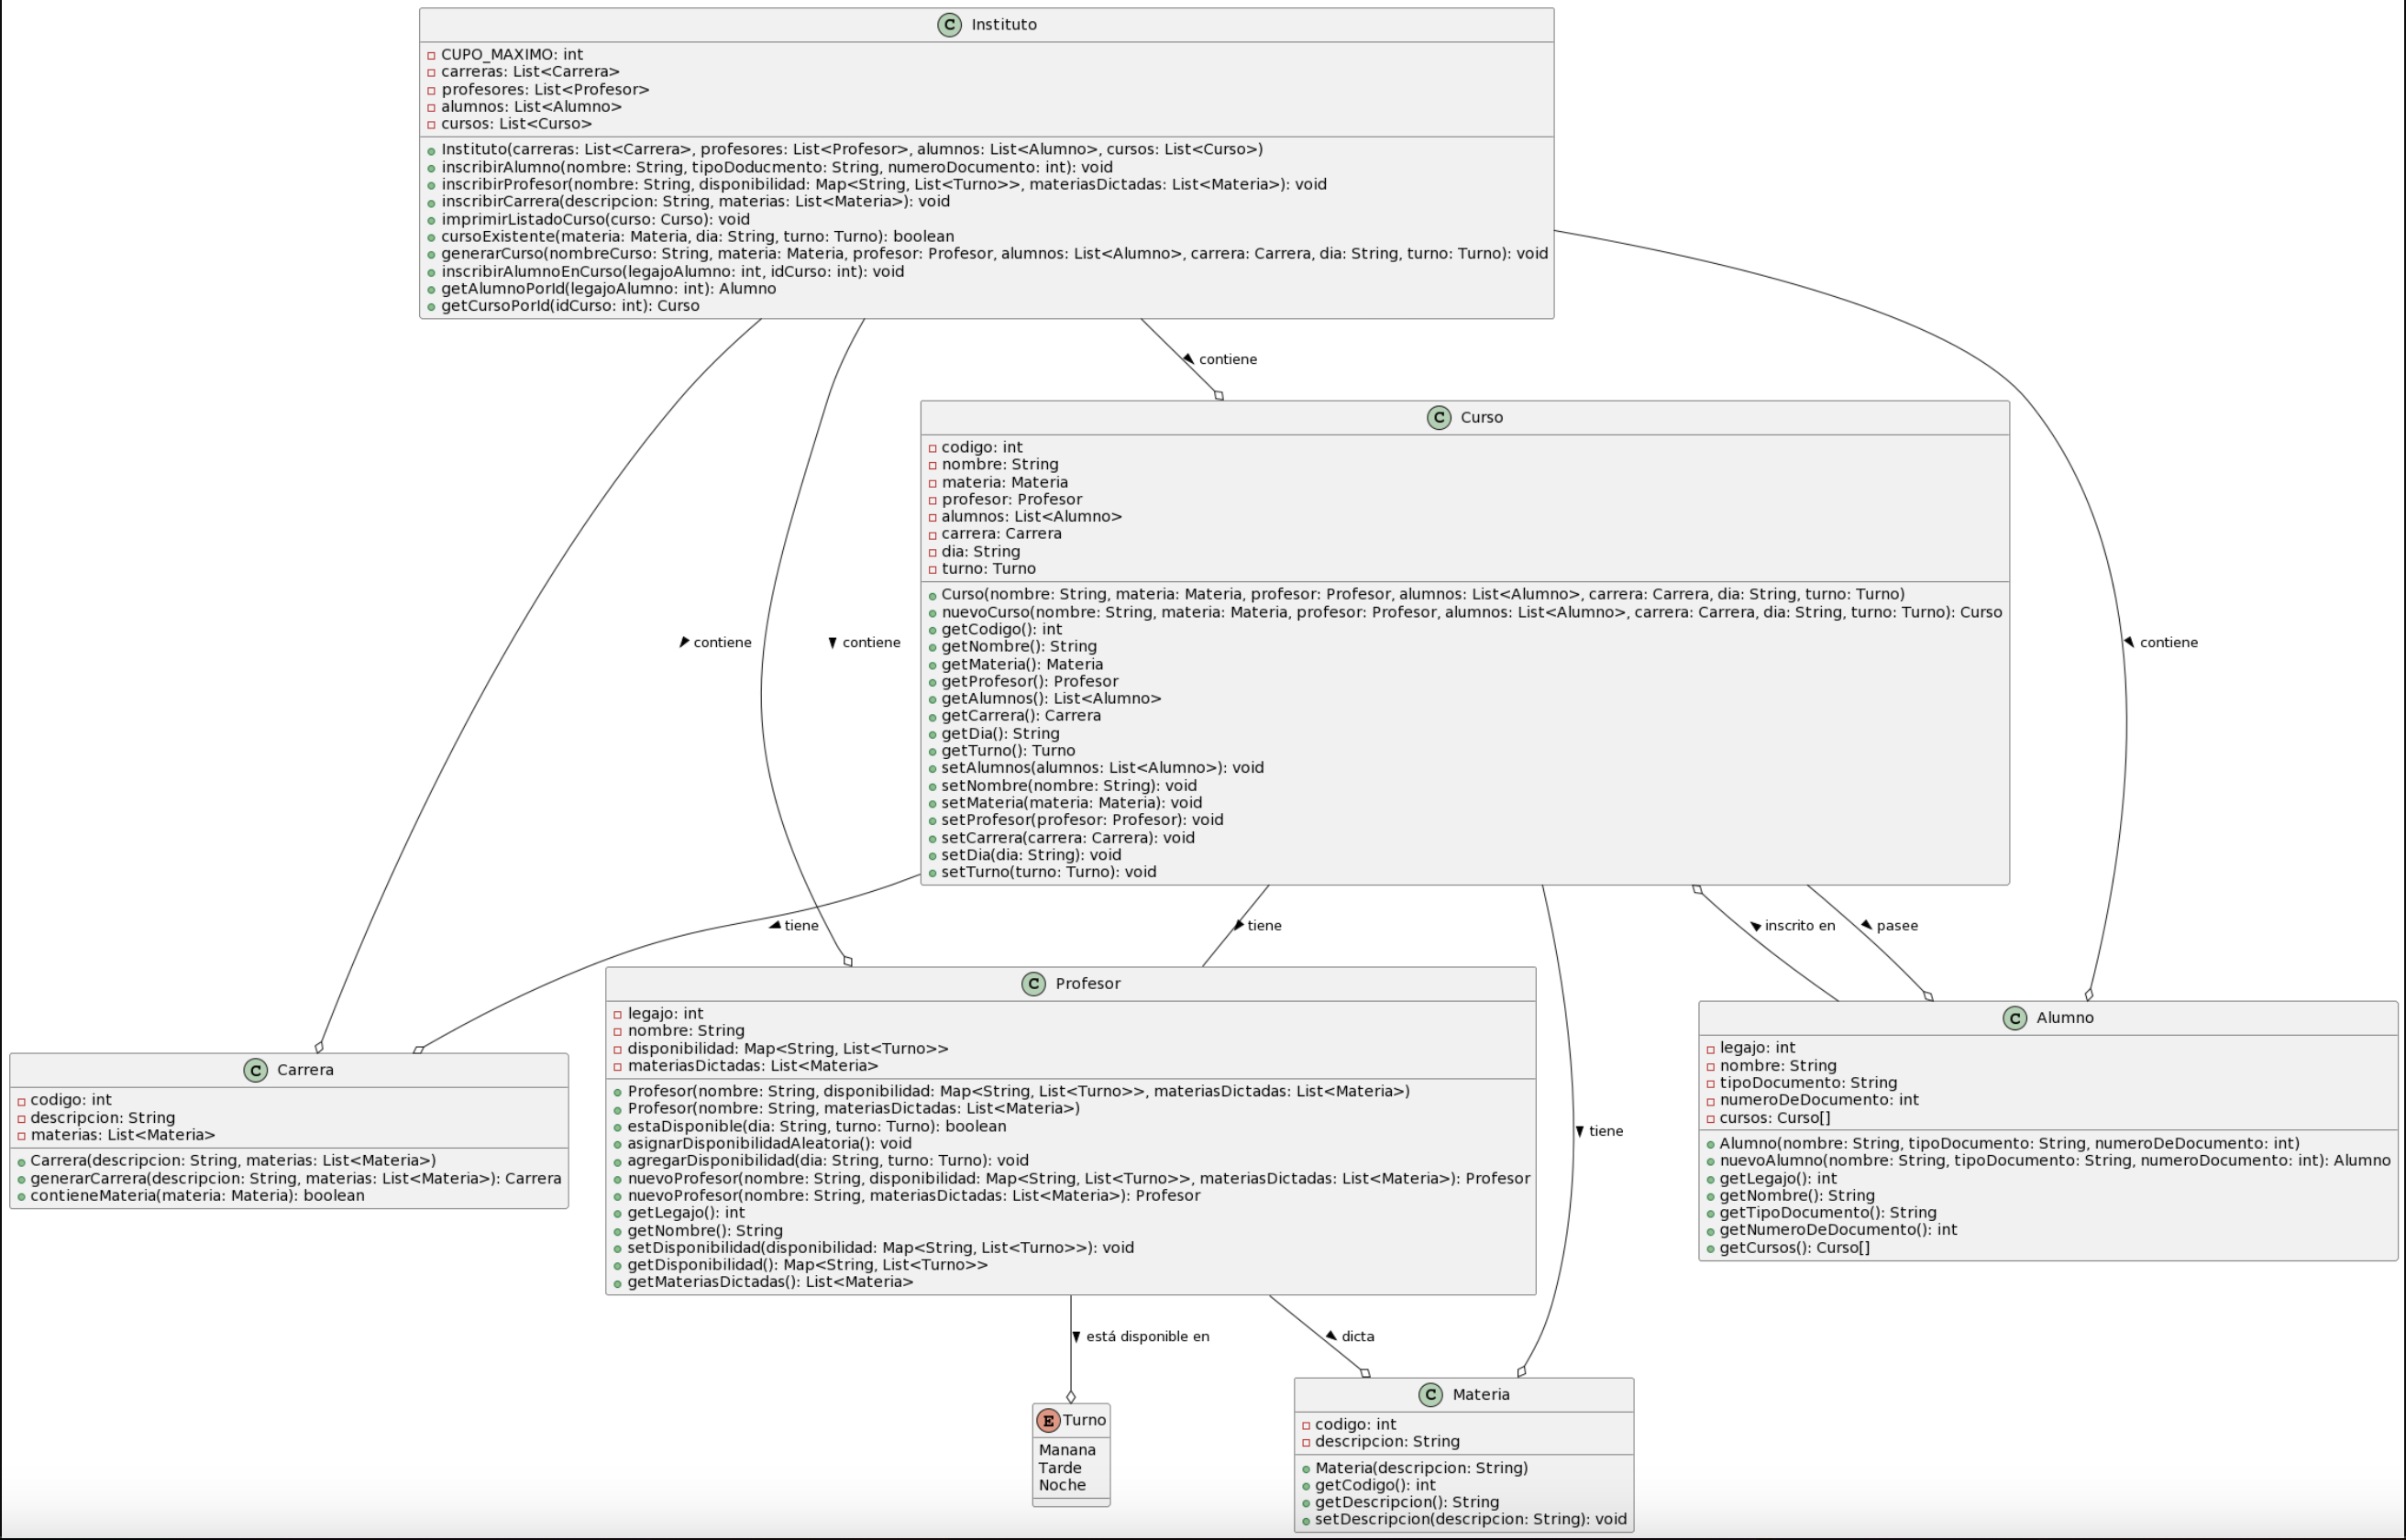 C Instituto
CUPO_MAXIMO: int
carreras: List<Carrera>
profesores: List<Profesor>
alumnos: List<Alumno>
cursos: List<Curso>
Instituto(carreras: List<Carrera>, profesores: List<Profesor>, alumnos: List<Alumno>, cursos: List<Curso>)
inscribirAlumno(nombre: String, tipoDoducmento: String, numeroDocumento: int): void
inscribirProfesor(nombre: String, disponibilidad: Map<String, List<Turno>>, materiasDictadas: List<Materia>): void
inscribirCarrera(descripcion: String, materias: List<Materia>): void
imprimirListadoCurso(curso: Curso): void
cursoExistente(materia: Materia, dia: String, turno: Turno): boolean
generarCurso(nombreCurso: String, materia: Materia, profesor: Profesor, alumnos: List<Alumno>, carrera: Carrera, dia: String, turno: Turno): void
inscribirAlumnoEnCurso(legajoAlumno: int, idCurso: int): void
getAlumnoPorId(legajoAlumno: int): Alumno
getCursoPorId(idCurso: int): Curso
contiene
C Curso
codigo: int
nombre: String
materia: Materia
profesor: Profesor
alumnos: List<Alumno>
carrera: Carrera
dia: String
turno: Turno
Curso(nombre: String, materia: Materia, profesor: Profesor, alumnos: List<Alumno>, carrera: Carrera, dia: String, turno: Turno)
nuevoCurso(nombre: String, materia: Materia, profesor: Profesor, alumnos: List<Alumno>, carrera: Carrera, dia: String, turno: Turno): Curso
getCodigo(): int
getNombre(): String
getMateria(): Materia
getProfesor(): Profesor
getAlumnos(): List<Alumno>
getCarrera(): Carrera
getDia(): String
getTurno(): Turno
setAlumnos(alumnos: List<Alumno>): void
setNombre(nombre: String): void
setMateria(materia: Materia): void
setProfesor(profesor: Profesor): void
setCarrera(carrera: Carrera): void
setDia(dia: String): void
setTurno(turno: Turno): void
contiene
contiene
contiene
tiene
tiene
inscrito en
pasee
C Carrera
codigo: int
descripcion: String
materias: List<Materia>
Carrera(descripcion: String, materias: List<Materia>)
generarCarrera(descripcion: String, materias: List<Materia>): Carrera
contieneMateria(materia: Materia): boolean
C Profesor
legajo: int
nombre: String
disponibilidad: Map<String, List<Turno>>
materiasDictadas: List<Materia>
Profesor(nombre: String, disponibilidad: Map<String, List<Turno>>, materiasDictadas: List<Materia>)
Profesor(nombre: String, materiasDictadas: List<Materia>)
estaDisponible(dia: String, turno: Turno): boolean
asignarDisponibilidadAleatoria(): void
agregarDisponibilidad(dia: String, turno: Turno): void
nuevoProfesor(nombre: String, disponibilidad: Map<String, List<Turno>>, materiasDictadas: List<Materia>): Profesor
nuevoProfesor(nombre: String, materiasDictadas: List<Materia>): Profesor
getLegajo(): int
getNombre(): String
setDisponibilidad(disponibilidad: Map<String, List<Turno>>): void
getDisponibilidad(): Map<String, List<Turno>>
getMateriasDictadas(): List<Materia>
tiene
C Alumno
legajo: int
nombre: String
tipoDocumento: String
numeroDeDocumento: int
cursos: Curso[]
Alumno(nombre: String, tipoDocumento: String, numeroDeDocumento: int)
nuevoAlumno(nombre: String, tipoDocumento: String, numeroDocumento: int): Alumno
getLegajo(): int
getNombre(): String
getTipoDocumento(): String
getNumeroDeDocumento(): int
getCursos(): Curso[]
está disponible en
dicta
E Turno
Manana
Tarde
Noche
C Materia
codigo: int
descripcion: String
Materia(descripcion: String)
getCodigo(): int
getDescripcion(): String
setDescripcion(descripcion: String): void